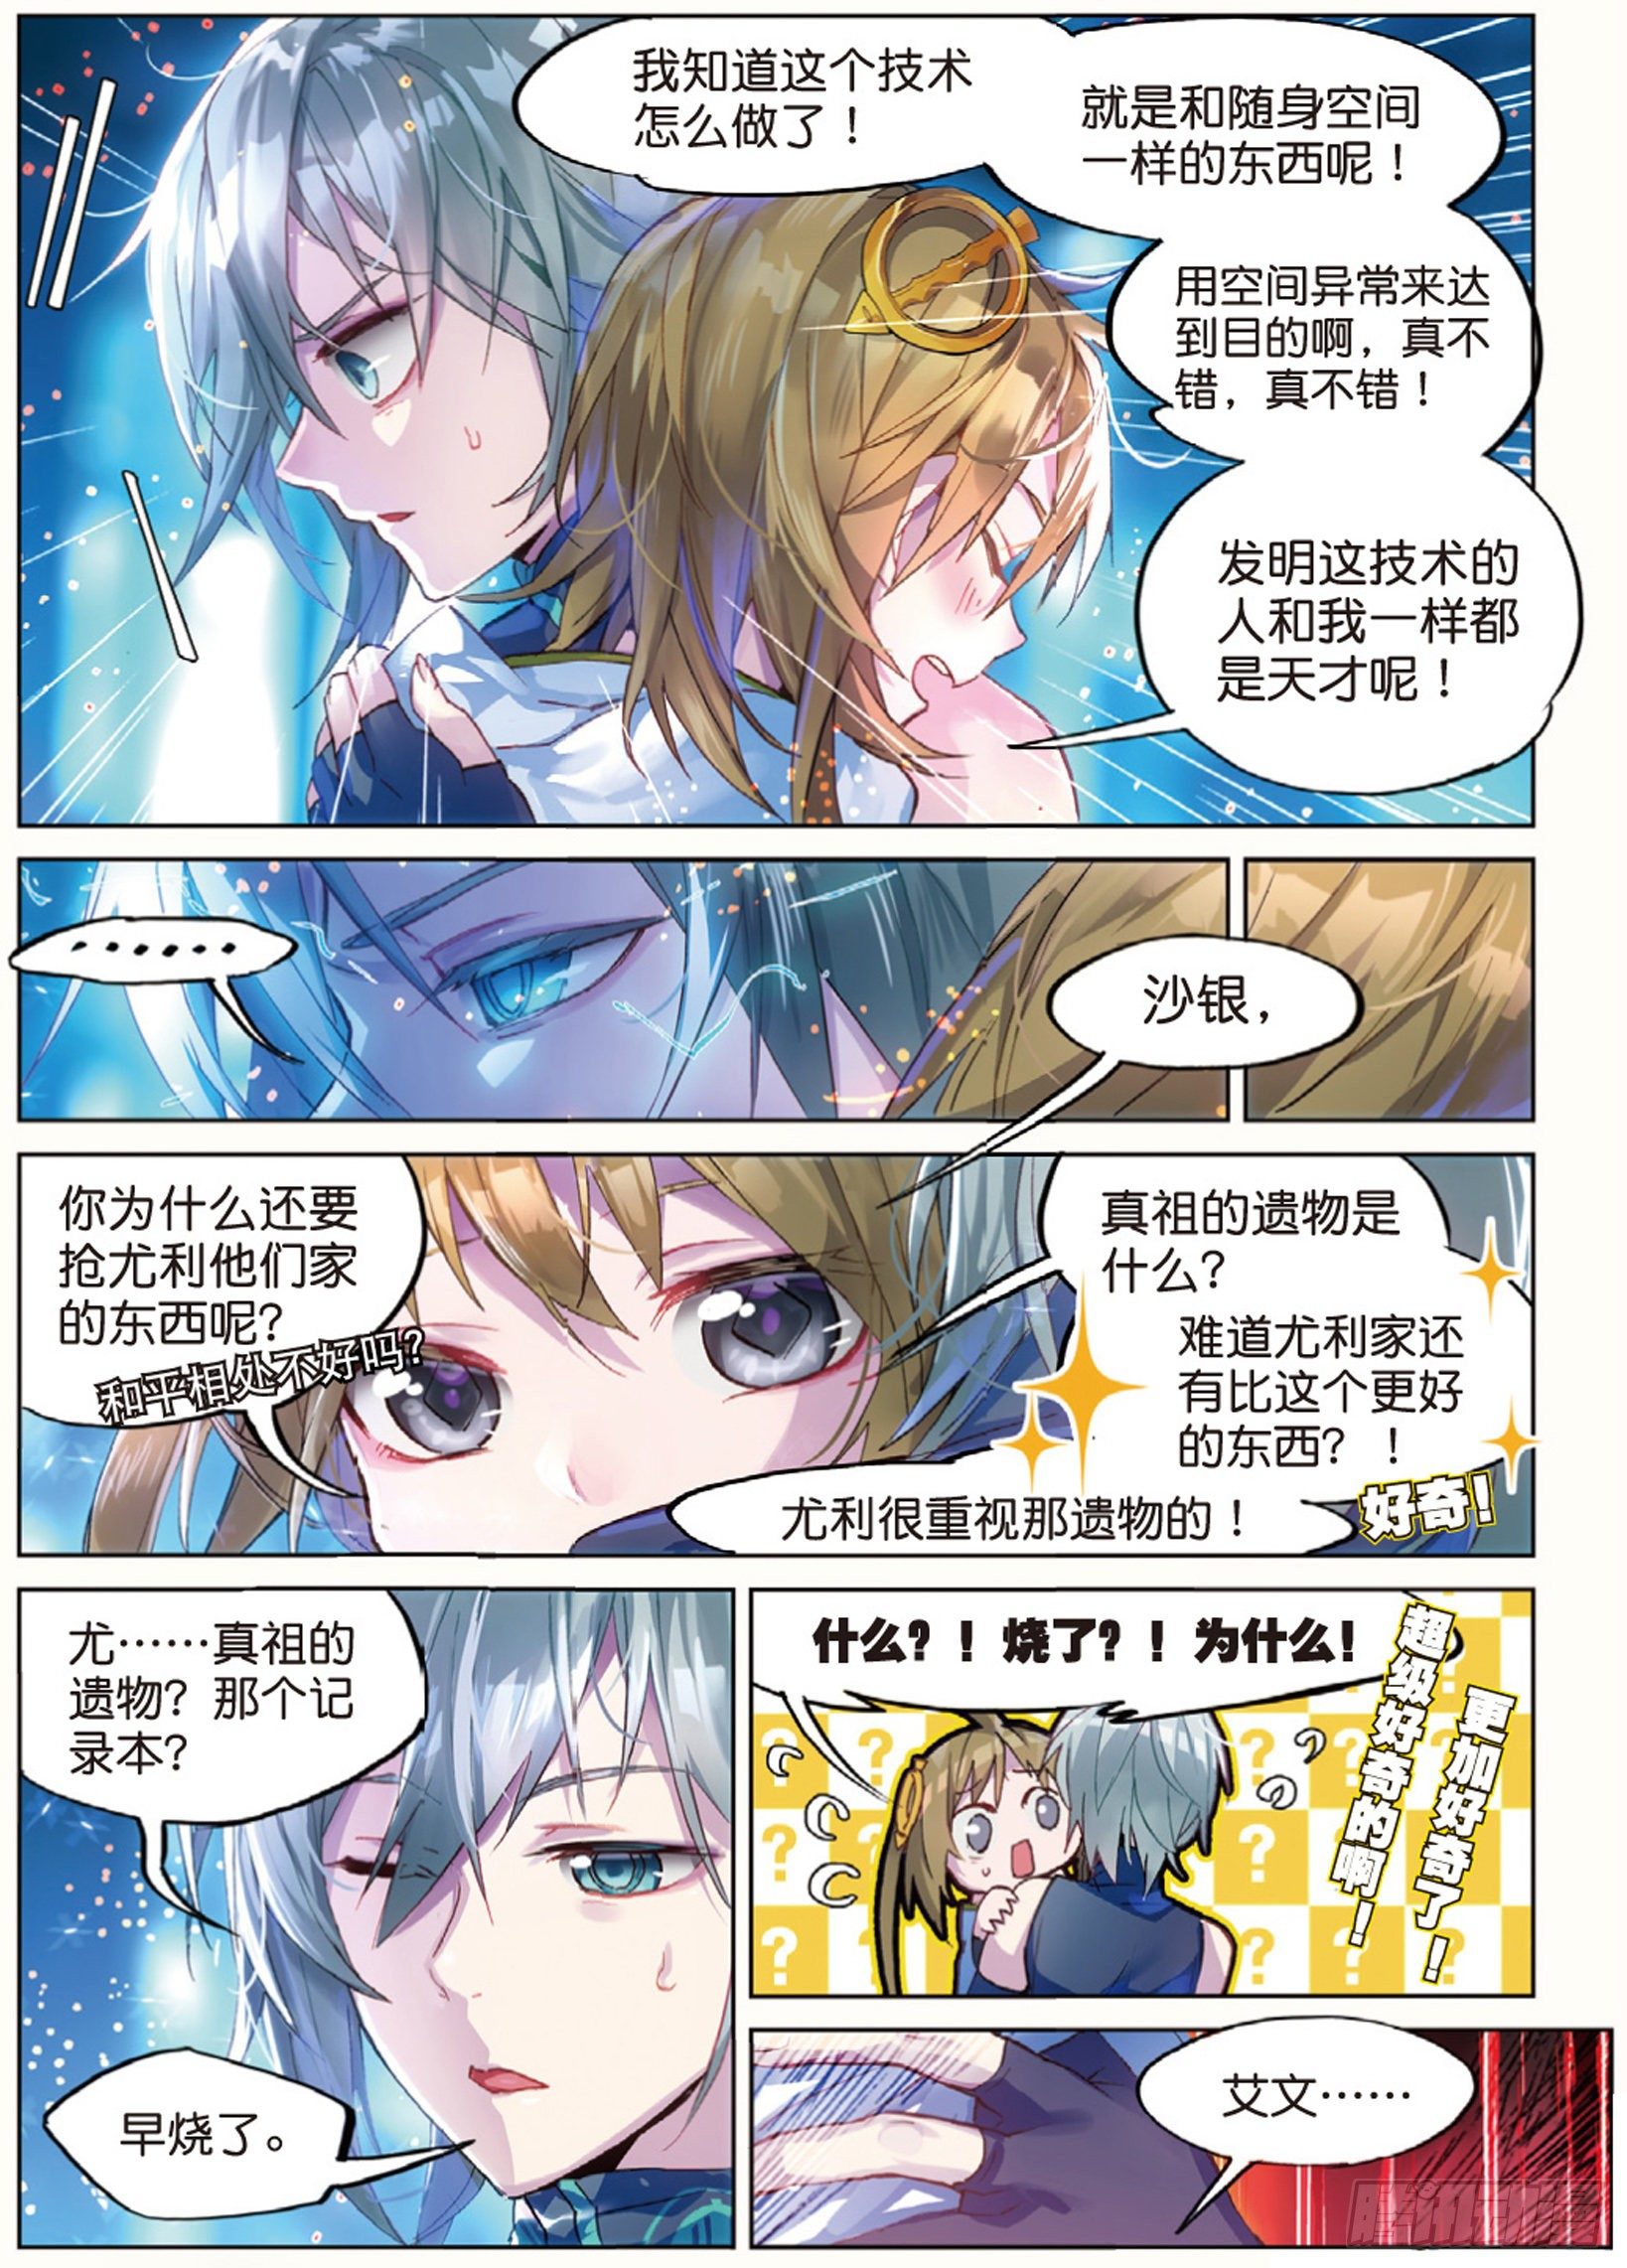 我知道这个技术
怎么做了！
就是和随身空间
一样的东西呢！
用空间异常来达
到目的啊，真不
错，真不错！
发明这技术的
人和我一样都
是天才呢！
······
沙银，
你为什么还要
抢尤利他们家
的东西呢？
和平相处不好吗？
真祖的遗物是
什么？
难道尤利家还
有比这个更好
的东西？！
好奇！
尤利很重视那遗物的！
尤······真祖的
遗物？那个记
录本？
早烧了。
什么？！烧了？！为什么！
更加好奇了！
超级好奇的啊！
艾文······
腾讯动漫